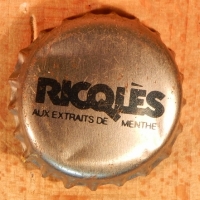 RICQLÈS
AUX EXTRAITS DE MENTHE